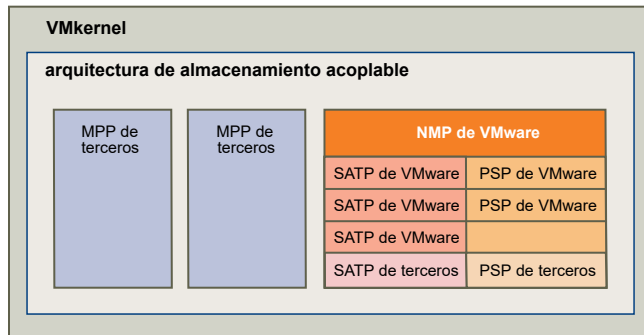 VMkernel
arquitectura de almacenamiento acoplable
MPP de
terceros
MPP de
terceros
NMP de VMware
SATP de VMware
PSP de VMware
SATP de VMware
PSP de VMware
SATP de VMware
SATP de terceros
PSP de terceros